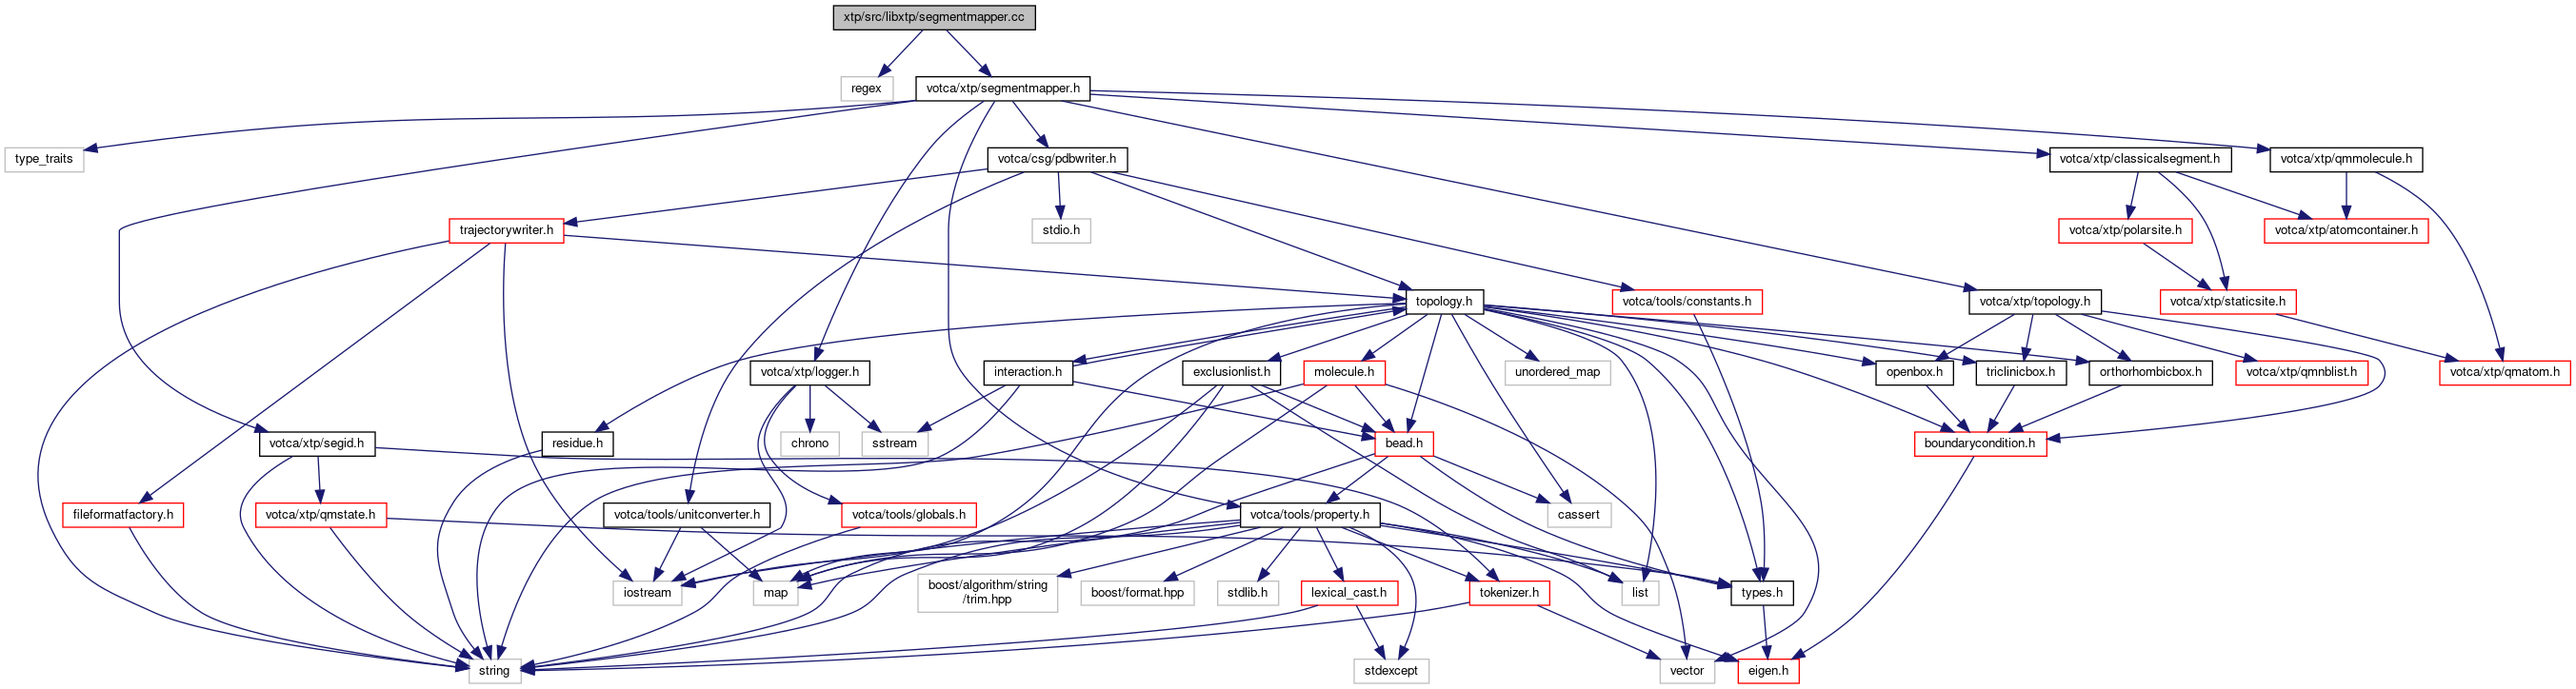 xtp/src/libxtp/segmentmapper.cc
regex
votca/xtp/segmentmapper.h
type_traits
votca/csg/pdbwriter.h
votca/xtp/classicalsegment.h
votca/xtp/qmmolecule.h
trajectorywriter.h
stdio.h
votca/xtp/polarsite.h
votca/xtp/atomcontainer.h
topology.h
votca/tools/constants.h
votca/xtp/topology.h
votca/xtp/staticsite.h
votca/xtp/logger.h
interaction.h
exclusionlist.h
molecule.h
unordered_map
openbox.h
triclinicbox.h
orthorhombicbox.h
votca/xtp/qmnblist.h
votca/xtp/qmatom.h
votca/xtp/segid.h
residue.h
chrono
sstream
bead.h
boundarycondition.h
fileformatfactory.h
votca/xtp/qmstate.h
votca/tools/unitconverter.h
votca/tools/globals.h
votca/tools/property.h
cassert
iostream
map
boost/algorithm/string
/trim.hpp
boost/format.hpp
stdlib.h
lexical_cast.h
tokenizer.h
list
types.h
string
stdexcept
vector
eigen.h